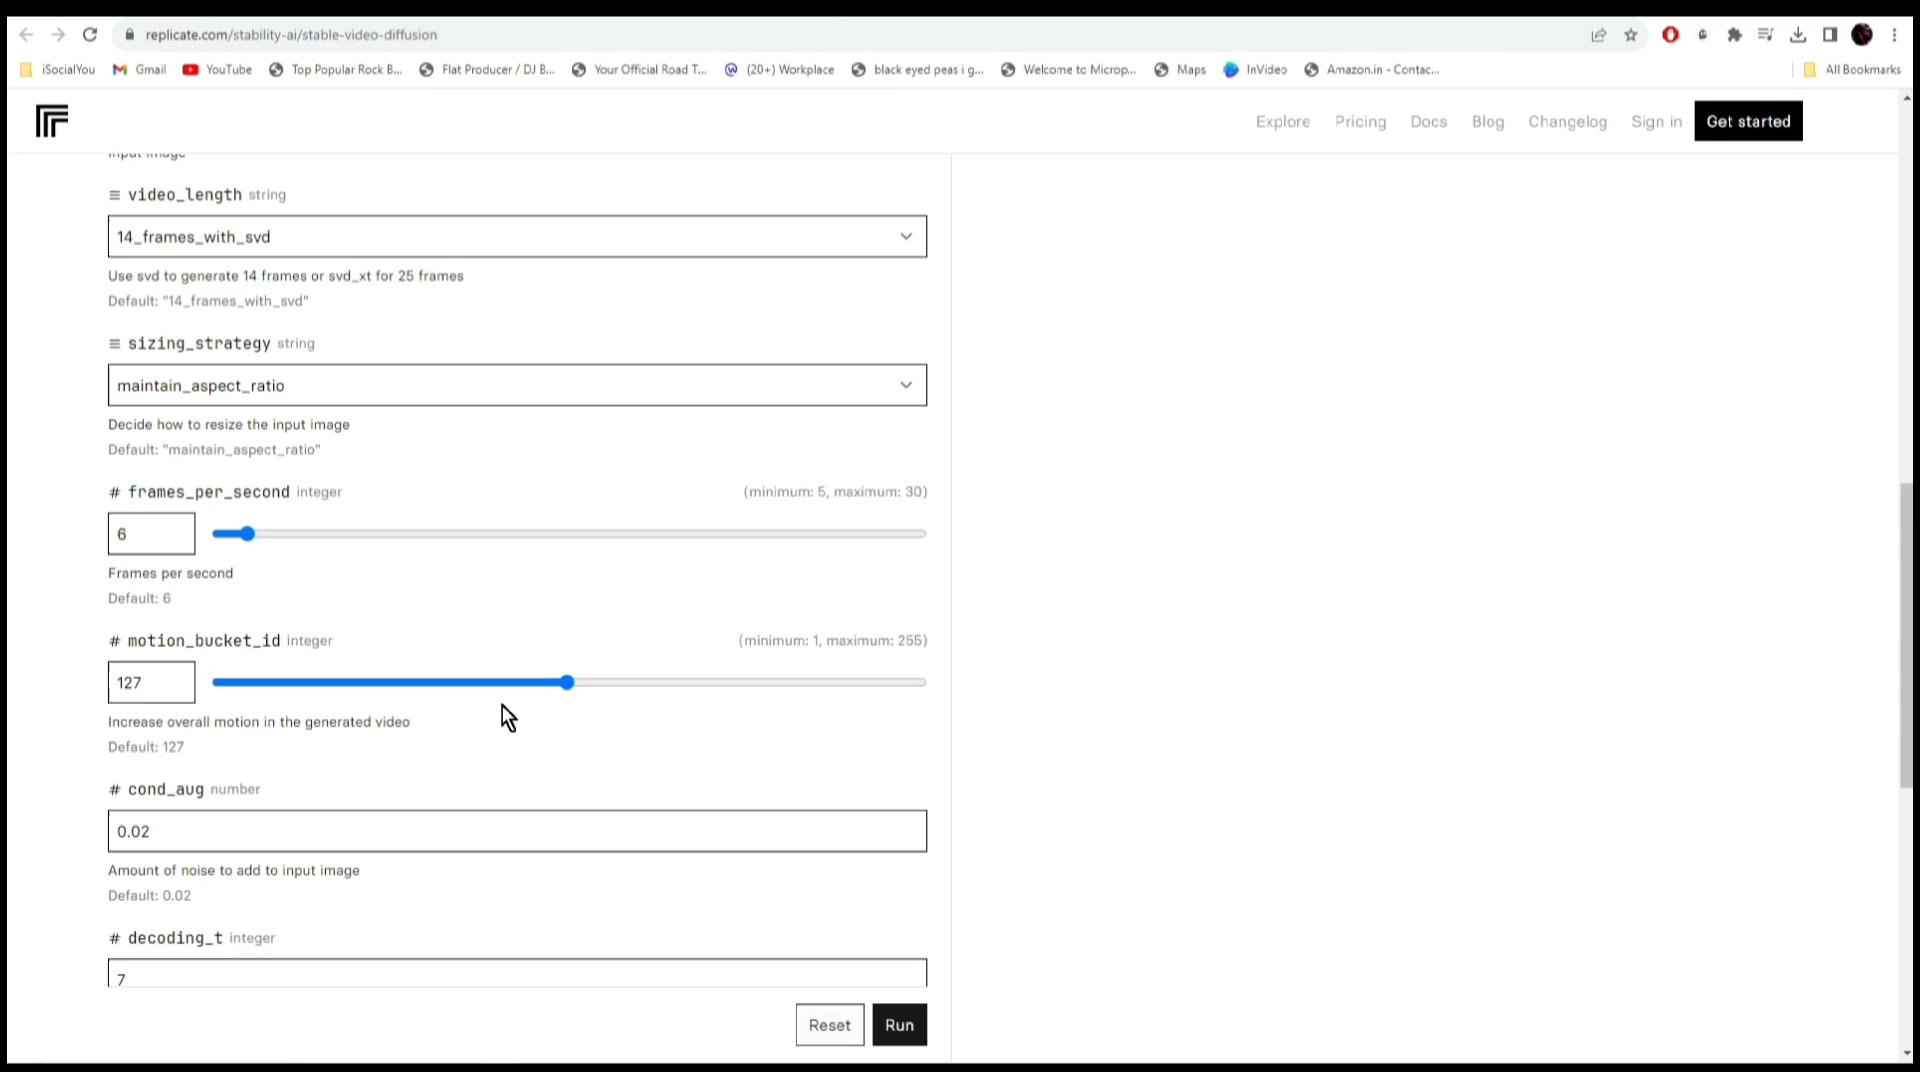 replicate.com/stability-ai/stable-video-diffusion
iSocialYou Gmail YouTube Top Popular Rock B... Flat Producer / DJ B... Your Official Road T... (20+) Workplace black eyed peas i g... Welcome to Microp... Maps InVideo Amazon.in - Contac... All Bookmarks
Explore Pricing Docs Blog Changelog Sign in Get started
Input image
video_length string
14_frames_with_svd
Use svd to generate 14 frames or svd_xt for 25 frames
Default: "14_frames_with_svd"
sizing_strategy string
maintain_aspect_ratio
Decide how to resize the input image
Default: "maintain_aspect_ratio"
# frames_per_second integer (minimum: 5, maximum: 30)
6
Frames per second
Default: 6
# motion_bucket_id integer (minimum: 1, maximum: 255)
127
Increase overall motion in the generated video
Default: 127
# cond_aug number
0.02
Amount of noise to add to input image
Default: 0.02
# decoding_t integer
7
Reset Run